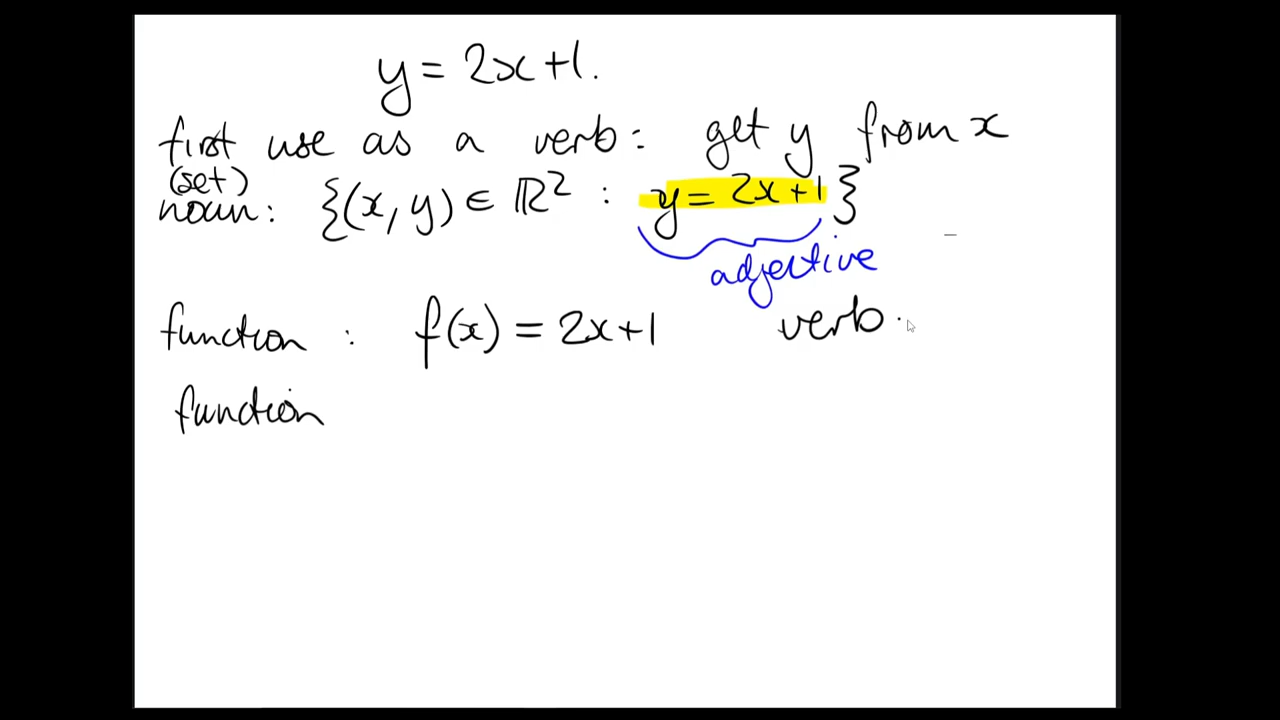 y = 2x+1.
first use as a verb: get y from x
(set)
noun: {(x, y) ∈ ℝ² : y = 2x+1}
adjective
function : f(x) = 2x+1 verb.
function